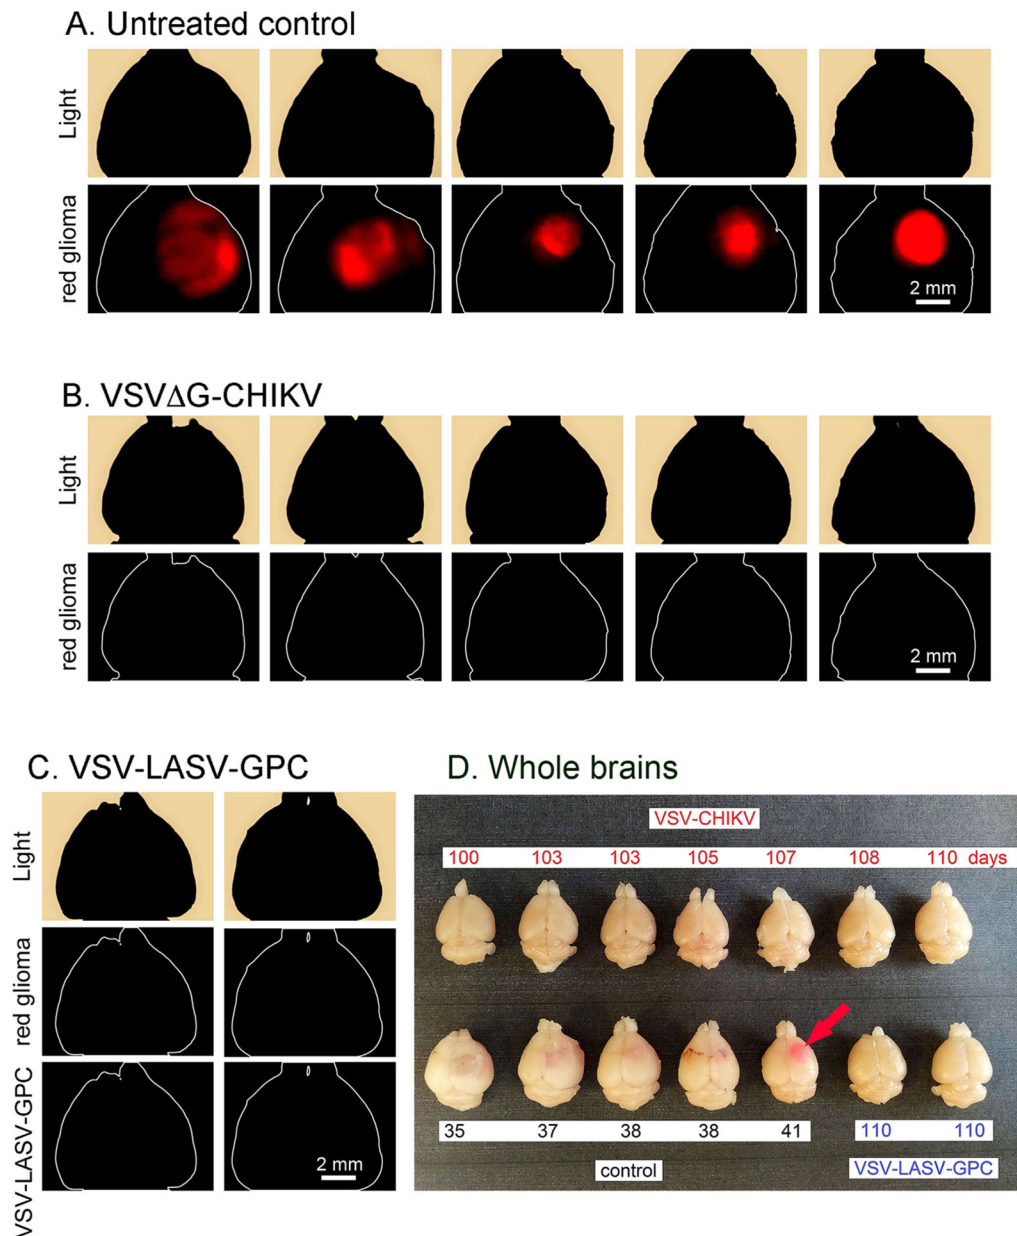 A. Untreated control
Light
red glioma
2 mm
B. VSVΔG-CHIKV
Light
red glioma
2 mm
C. VSV-LASV-GPC
Light
red glioma
VSV-LASV-GPC
2 mm
D. Whole brains
VSV-CHIKV
100 103 103 105 107 108 110 days
35 37 38 38 41
110 110
control
VSV-LASV-GPC